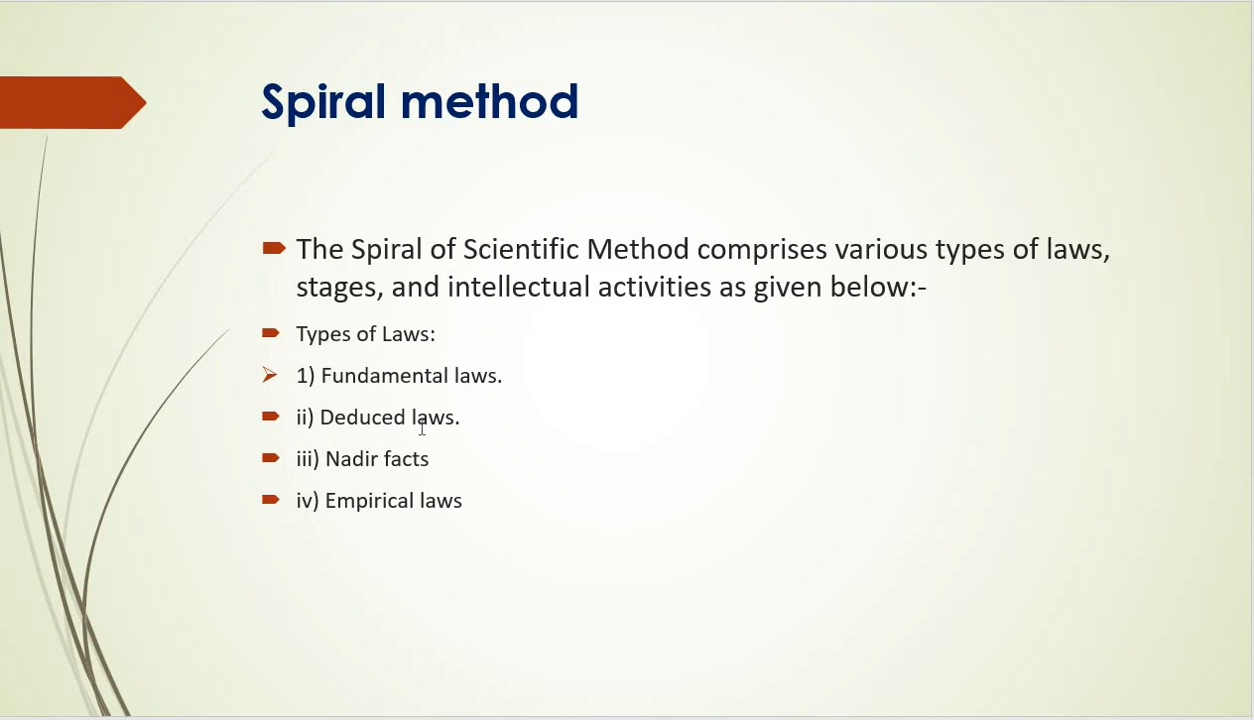 Spiral method
The Spiral of Scientific Method comprises various types of laws,
stages, and intellectual activities as given below:-
Types of Laws:
1) Fundamental laws.
ii) Deduced laws.
iii) Nadir facts
iv) Empirical laws